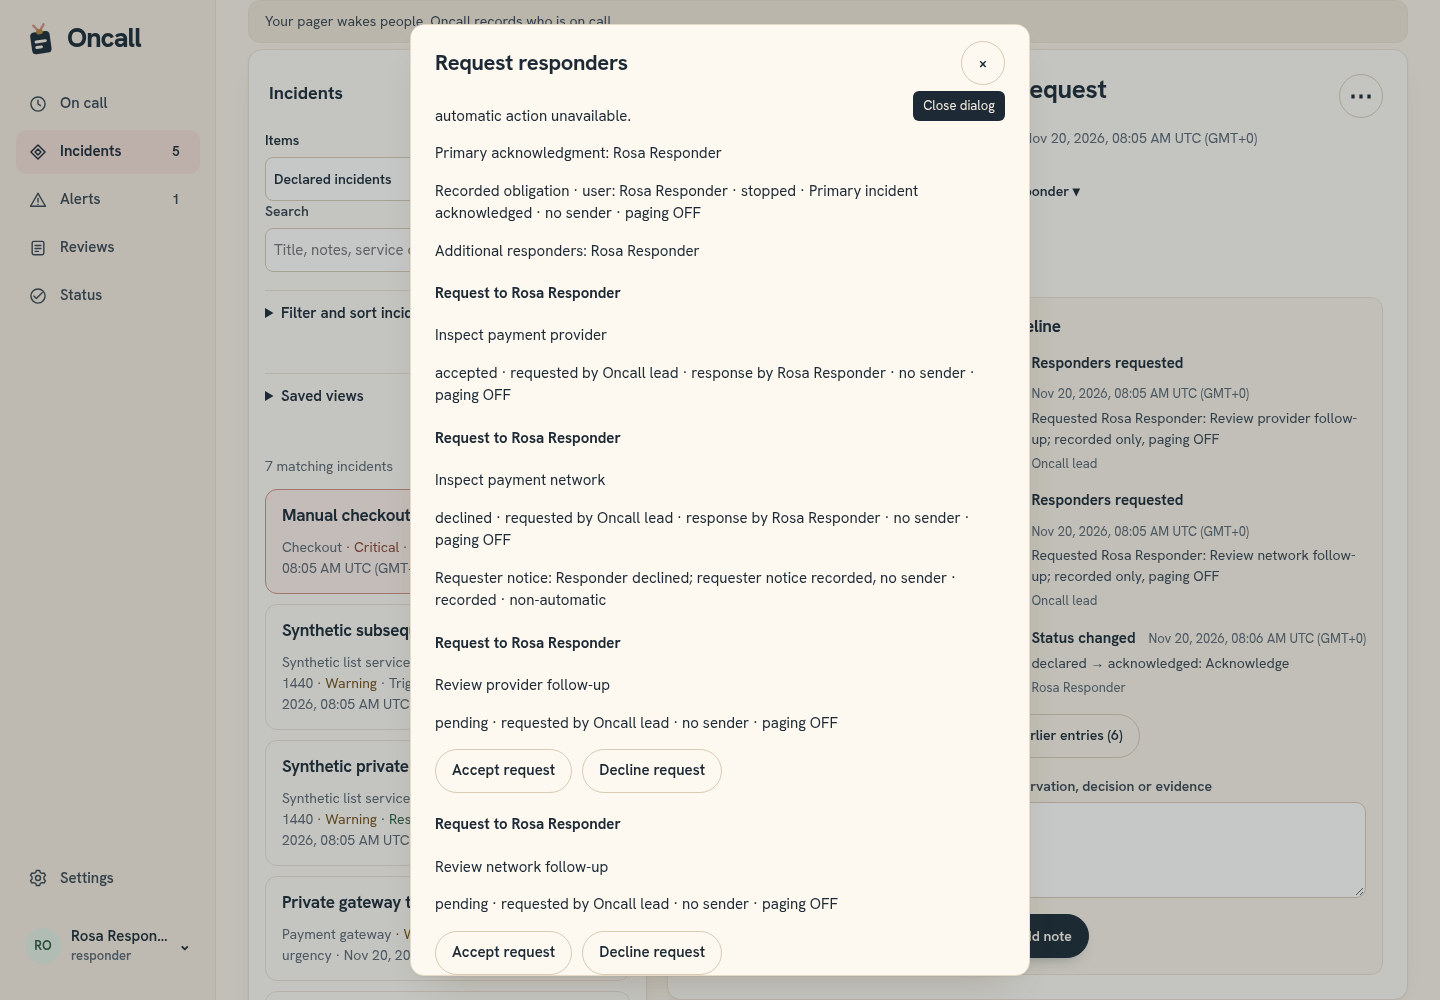 Oncall
On call
Incidents 5
Alerts 1
Reviews
Status
Settings
RO
Rosa Respon...
responder
Your pager wakes people. Oncall records who is on call.
Incidents
Items
Declared incidents
Search
Title, notes, service
Filter and sort
Saved views
7 matching incidents
Manual checkout
Checkout · Critical ·
08:05 AM UTC
Synthetic
Synthetic list service
1440 · Warning ·
2026, 08:05 AM UTC
Synthetic private
Synthetic list service
1440 · Warning ·
2026, 08:05 AM UTC
Private gateway
Payment gateway ·
urgency · Nov 20, 20
Request responders
×
Close dialog
automatic action unavailable.
Primary acknowledgment: Rosa Responder
Recorded obligation · user: Rosa Responder · stopped · Primary incident
acknowledged · no sender · paging OFF
Additional responders: Rosa Responder
Request to Rosa Responder
Inspect payment provider
accepted · requested by Oncall lead · response by Rosa Responder · no sender ·
paging OFF
Request to Rosa Responder
Inspect payment network
declined · requested by Oncall lead · response by Rosa Responder · no sender ·
paging OFF
Requester notice: Responder declined; requester notice recorded, no sender ·
recorded · non-automatic
Request to Rosa Responder
Review provider follow-up
pending · requested by Oncall lead · no sender · paging OFF
Accept request
Decline request
Request to Rosa Responder
Review network follow-up
pending · requested by Oncall lead · no sender · paging OFF
Accept request
Decline request
equest
Nov 20, 2026, 08:05 AM UTC (GMT+0)
ponder ▾
eline
Responders requested
Nov 20, 2026, 08:05 AM UTC (GMT+0)
Requested Rosa Responder: Review provider follow-
up; recorded only, paging OFF
Oncall lead
Responders requested
Nov 20, 2026, 08:05 AM UTC (GMT+0)
Requested Rosa Responder: Review network follow-
up; recorded only, paging OFF
Oncall lead
Status changed Nov 20, 2026, 08:06 AM UTC (GMT+0)
declared → acknowledged: Acknowledge
Rosa Responder
rlier entries (6)
rvation, decision or evidence
d note